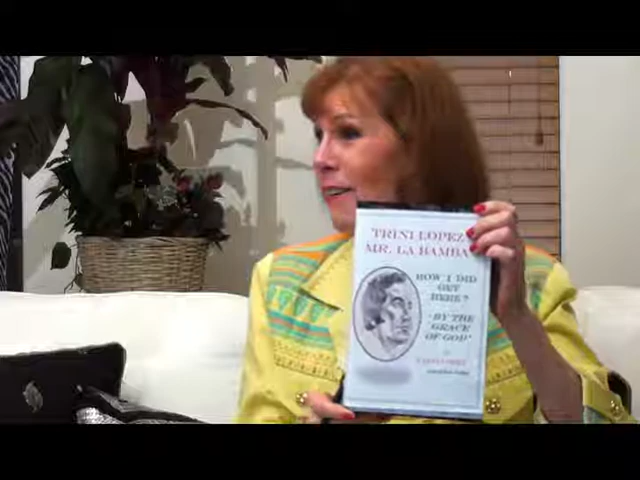 TRINI LOPEZ
MR. LA BAMBA
HOW I DID
GET
HERE?
BY THE
GRACE
OF GOD"